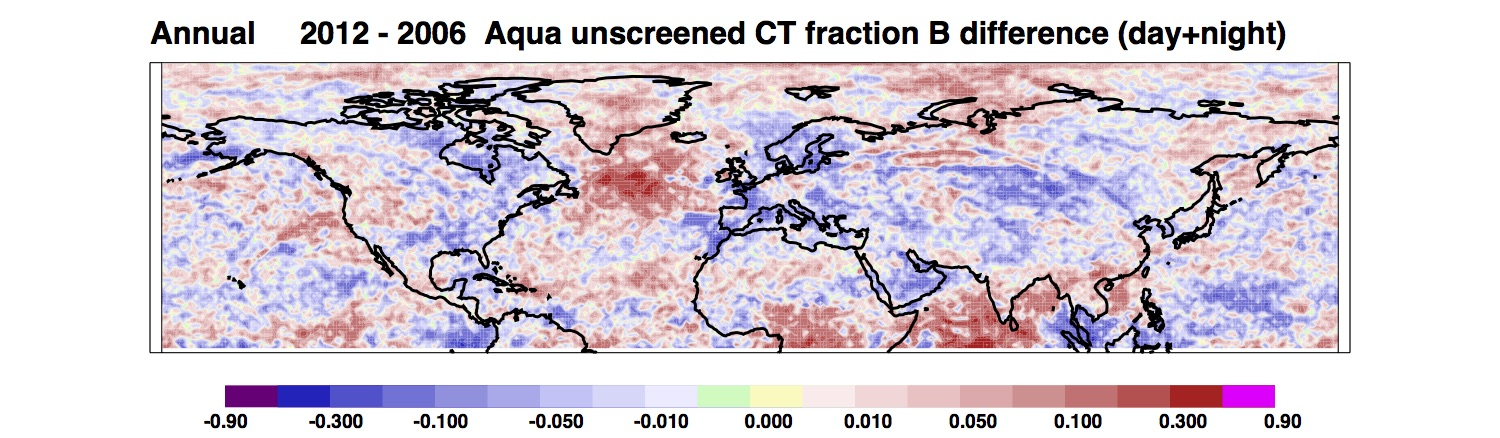 Annual 2012 - 2006 Aqua unscreened CT fraction B difference (day+night)
-0.90 -0.300 -0.100 -0.050 -0.010 0.000 0.010 0.050 0.100 0.300 0.90